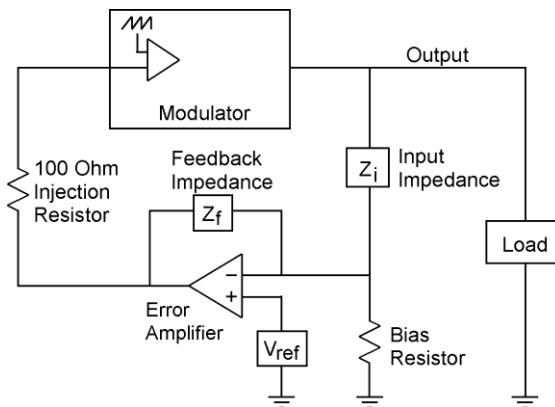 Modulator
Output
100 Ohm
Injection
Resistor
Feedback
Impedance
Zf
Zi
Input
Impedance
Load
−
+
Error
Amplifier
Vref
Bias
Resistor